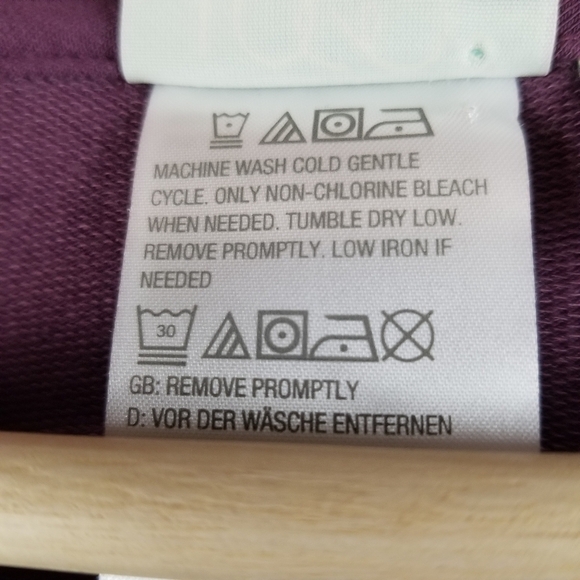 MACHINE WASH COLD GENTLE
CYCLE. ONLY NON-CHLORINE BLEACH
WHEN NEEDED. TUMBLE DRY LOW.
REMOVE PROMPTLY. LOW IRON IF
NEEDED
30
GB: REMOVE PROMPTLY
D: VOR DER WÄSCHE ENTFERNEN